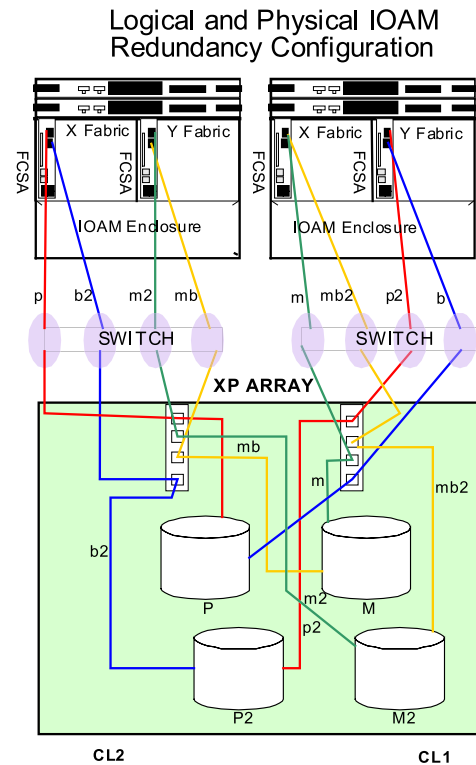 Logical and Physical IOAM
Redundancy Configuration
X Fabric
Y Fabric
X Fabric
Y Fabric
FCSA
FCSA
FCSA
FCSA
IOAM Enclosure
IOAM Enclosure
p
b2
m2
mb
m
mb2
p2
b
SWITCH
SWITCH
XP ARRAY
mb
m
mb2
b2
P
M
m2
p2
P2
M2
CL2
CL1